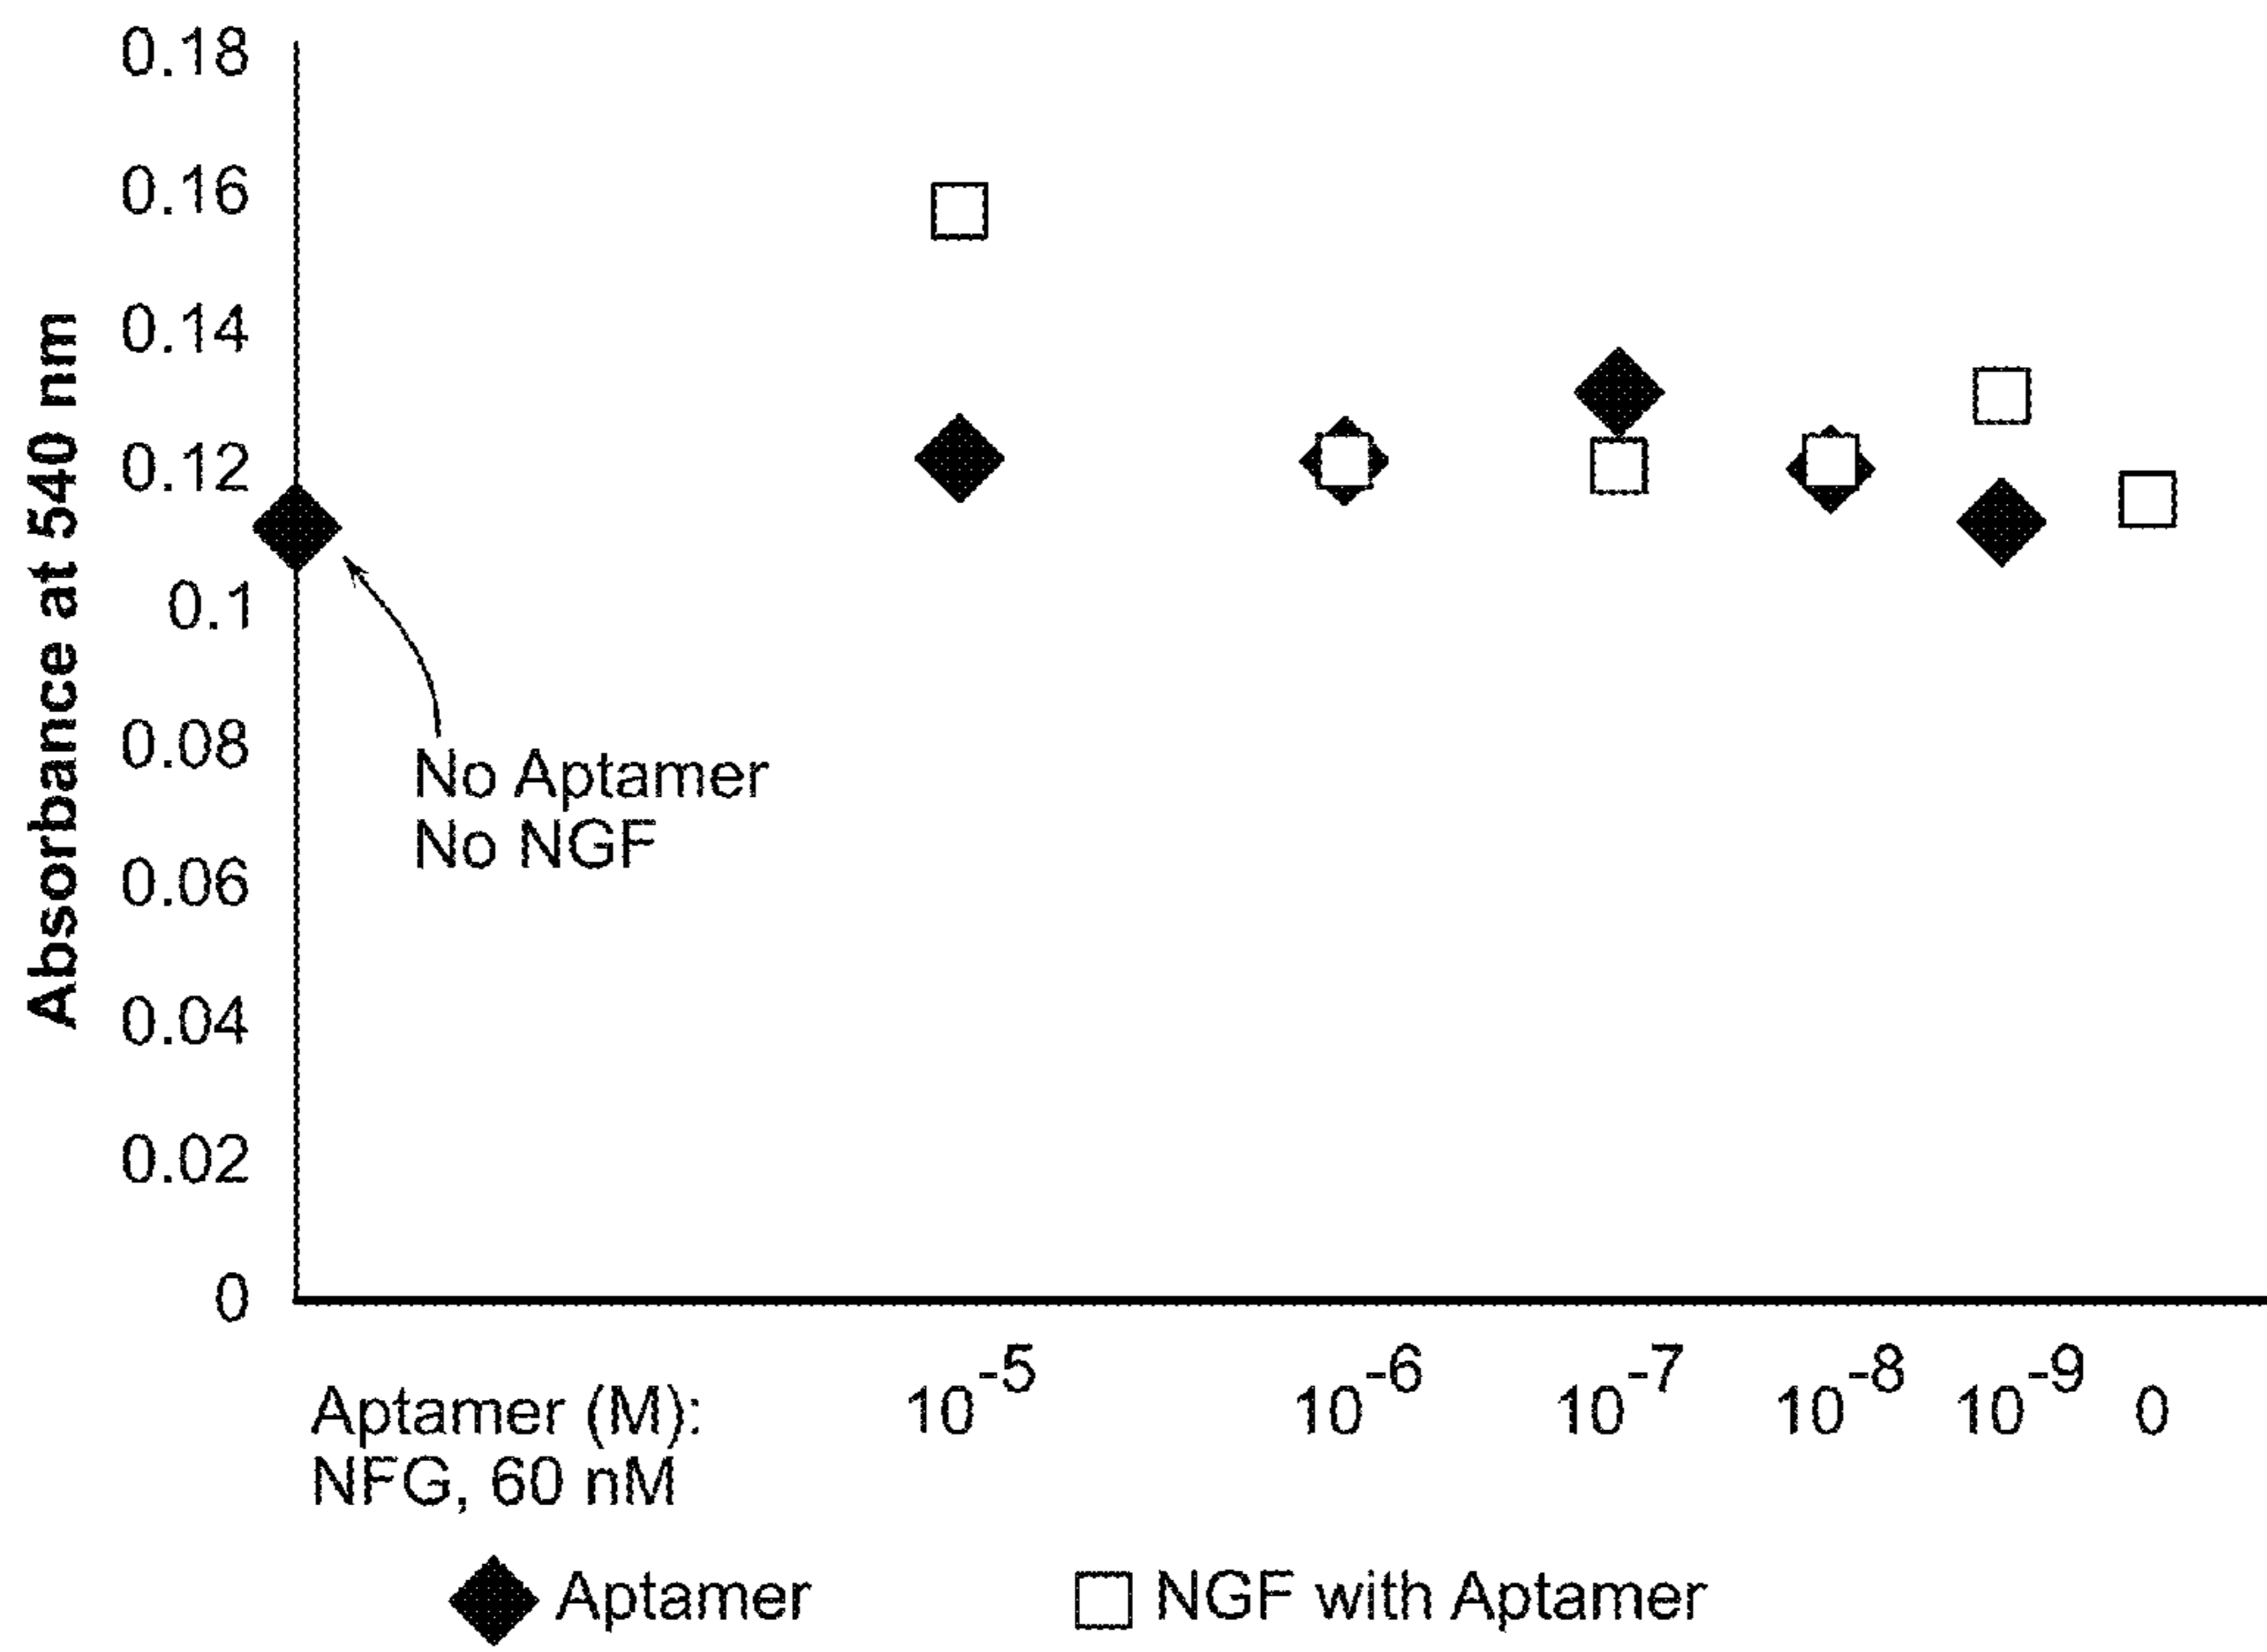 Absorbance at 540 nm
0.18
0.16
0.14
0.12
0.1
0.08
0.06
0.04
0.02
0
No Aptamer
No NGF
Aptamer (M):
NFG, 60 nM
10^-5 10^-6 10^-7 10^-8 10^-9 0
Aptamer NGF with Aptamer